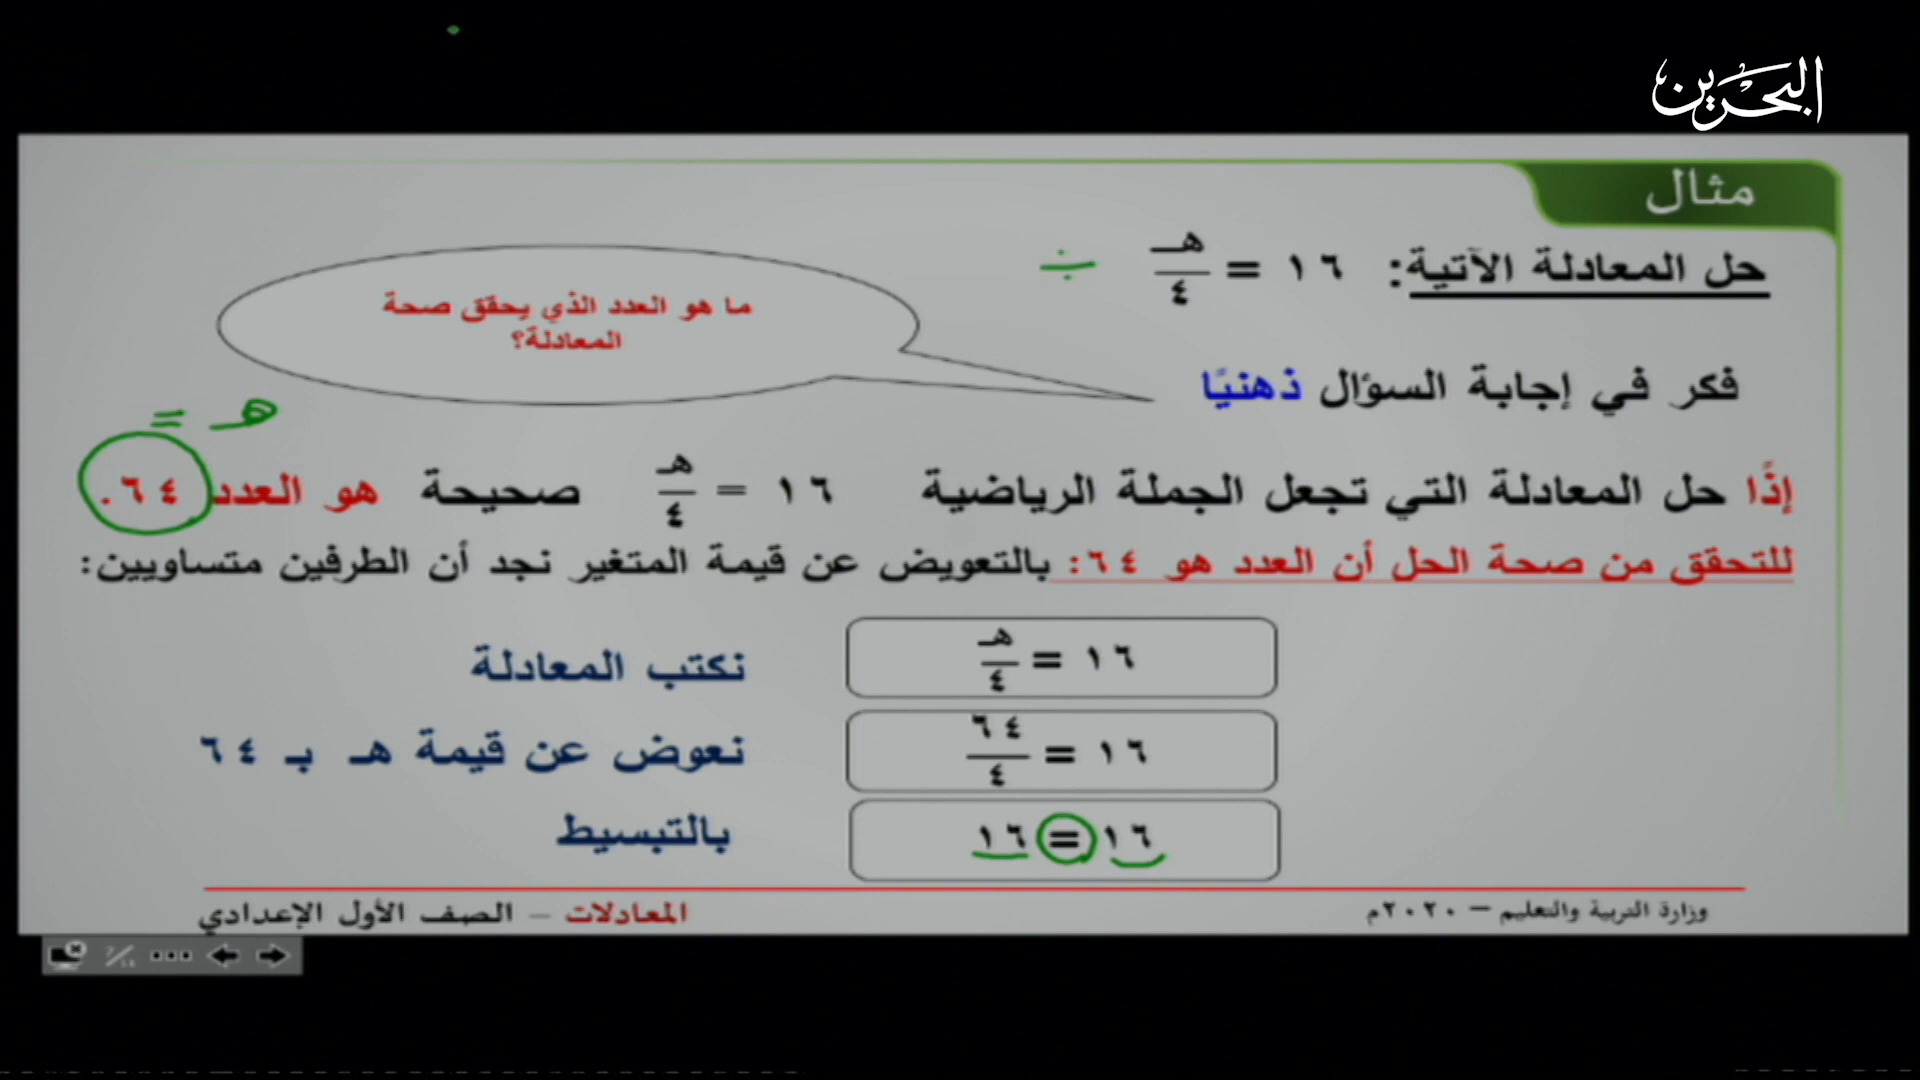 البحرين
مثال
حل المعادلة الآتية: ١٦ = هـ/٤ ÷
ما هو العدد الذي يحقق صحة
المعادلة؟
فكر في إجابة السؤال ذهنيًا
هـ =
إذًا حل المعادلة التي تجعل الجملة الرياضية ١٦ = هـ/٤ صحيحة هو العدد ٦٤.
للتحقق من صحة الحل أن العدد هو ٦٤: بالتعويض عن قيمة المتغير نجد أن الطرفين متساويين:
١٦ = هـ/٤ نكتب المعادلة
١٦ = ٦٤/٤ نعوض عن قيمة هـ بـ ٦٤
١٦ = ١٦ بالتبسيط
وزارة التربية والتعليم – ٢٠٢٠م المعادلات – الصف الأول الإعدادي